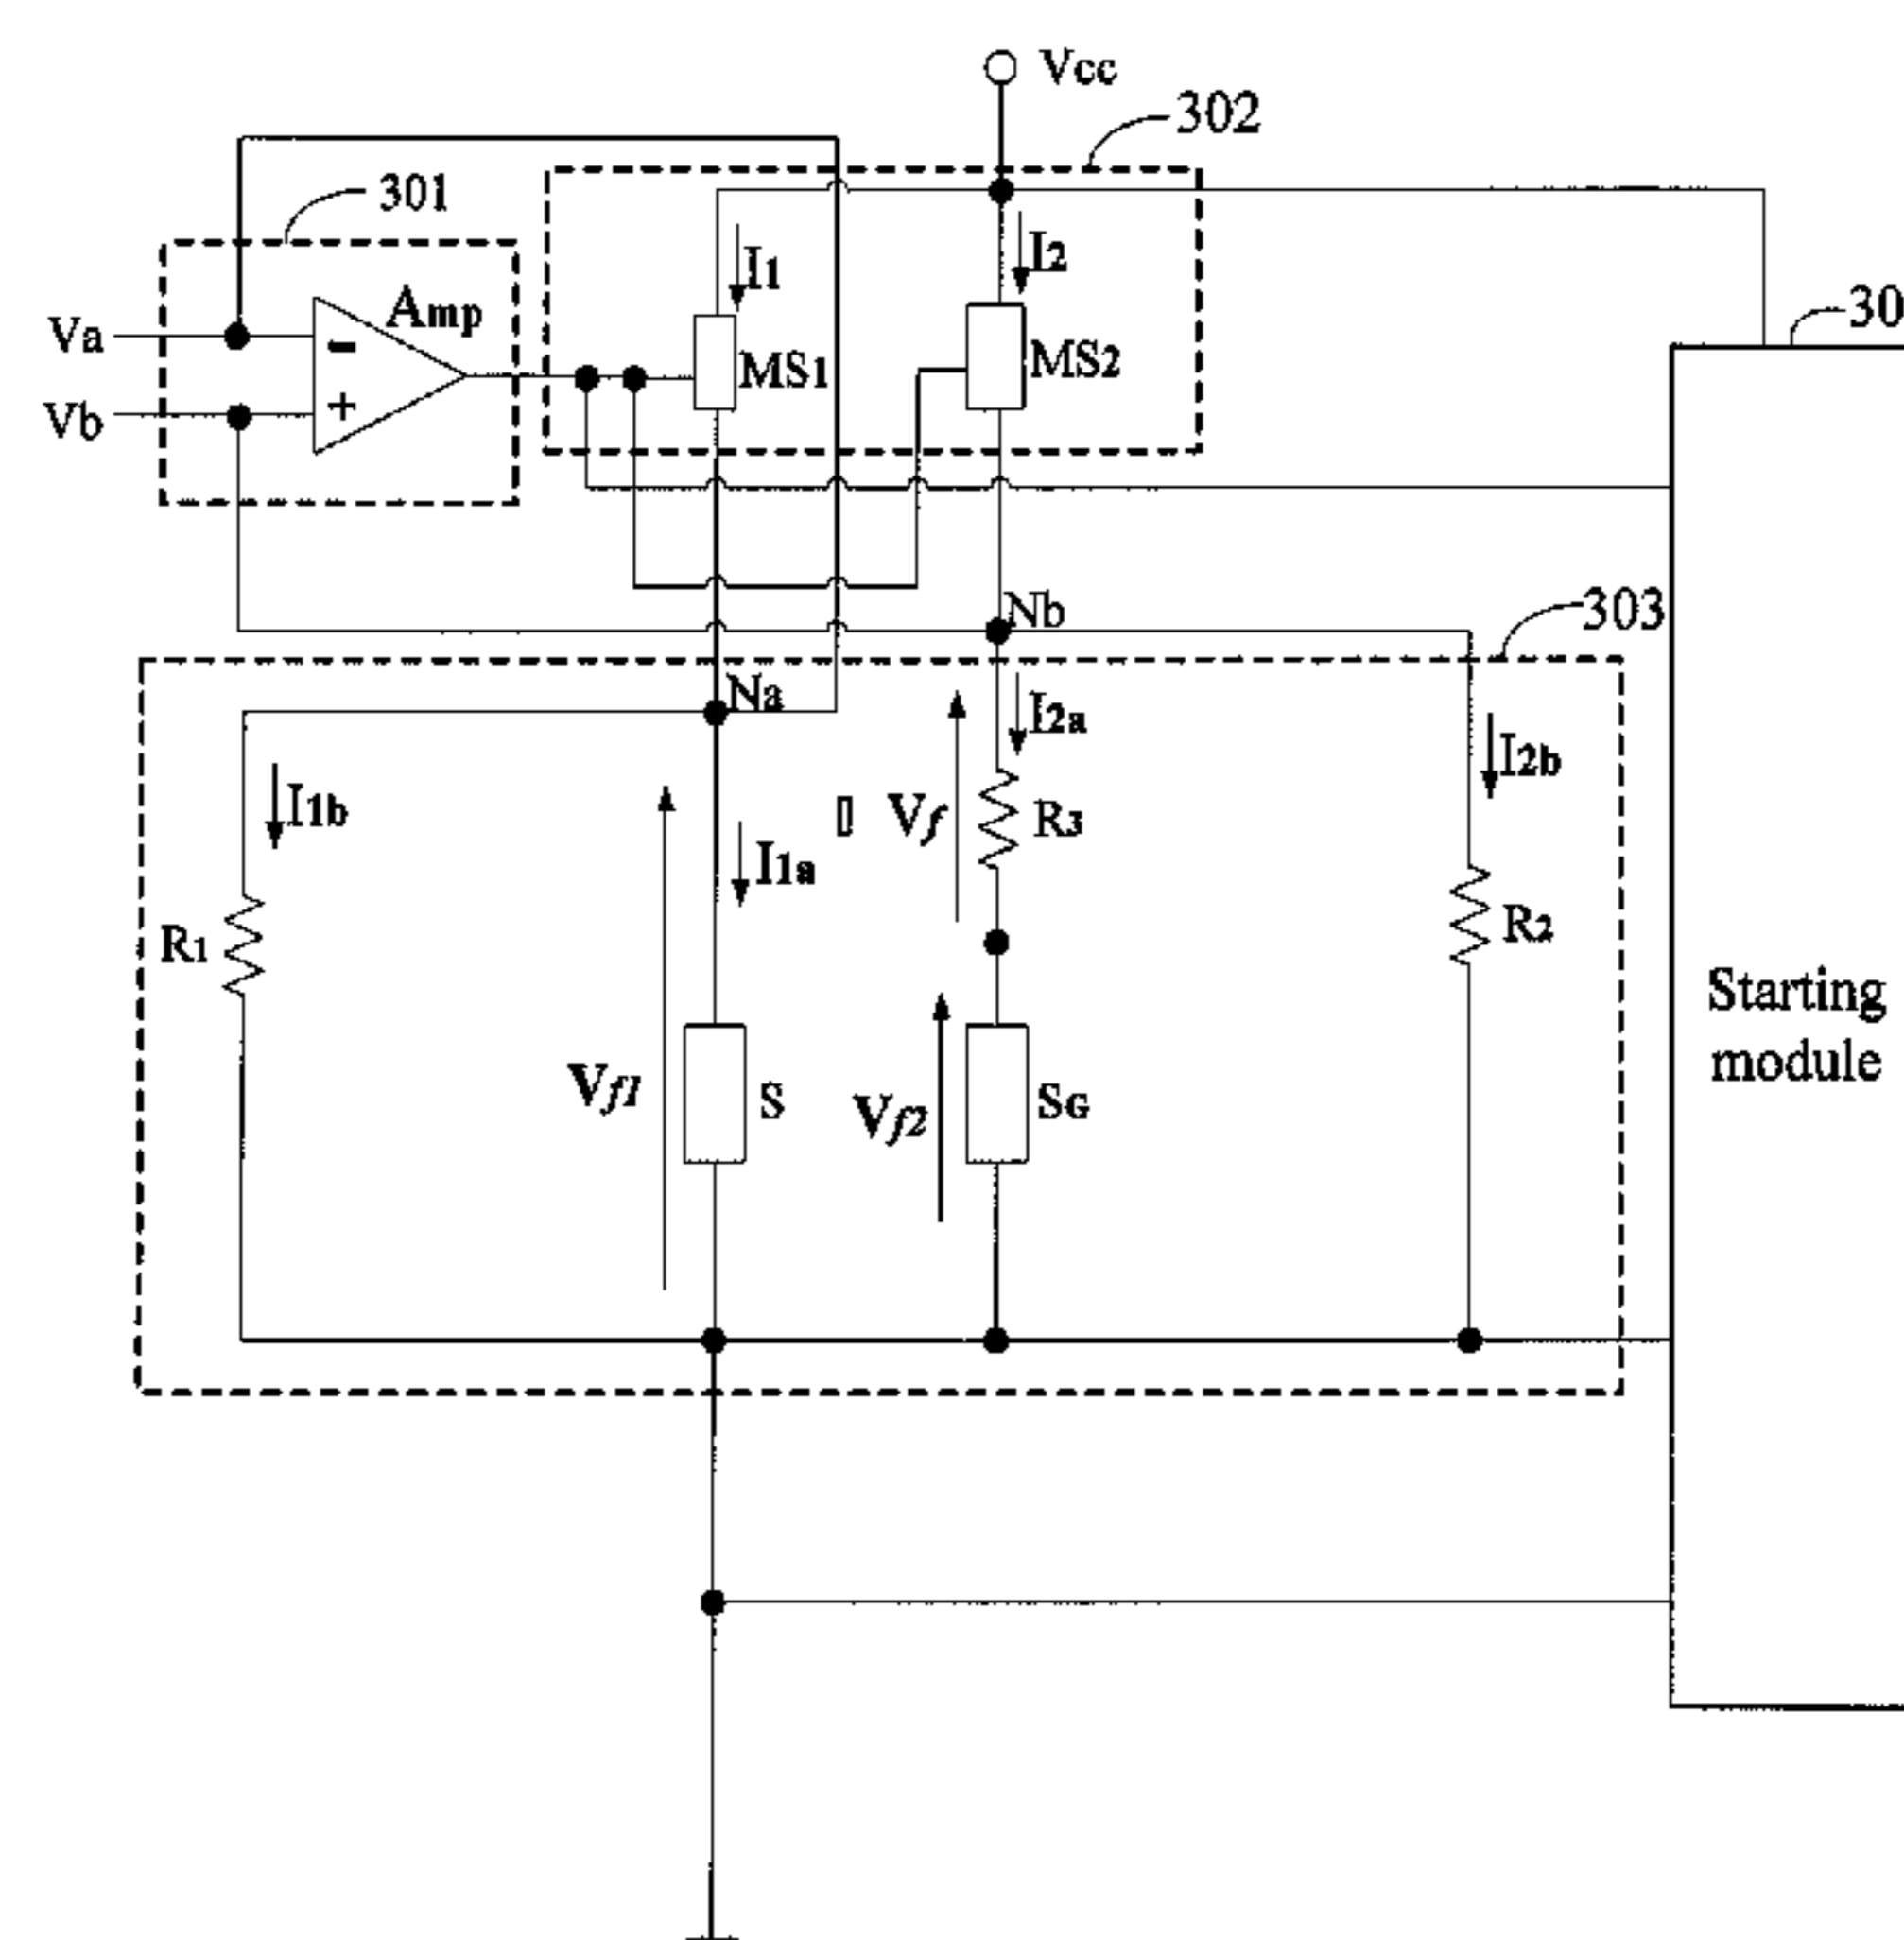 Vcc
302
301
I1
I2
30
Amp
Va
-
MS1
MS2
Vb
+
Nb
303
Na
I2a
I2b
I1b
Vf
R3
I1a
R1
R2
Starting
module
Vf1
S
Vf2
SG